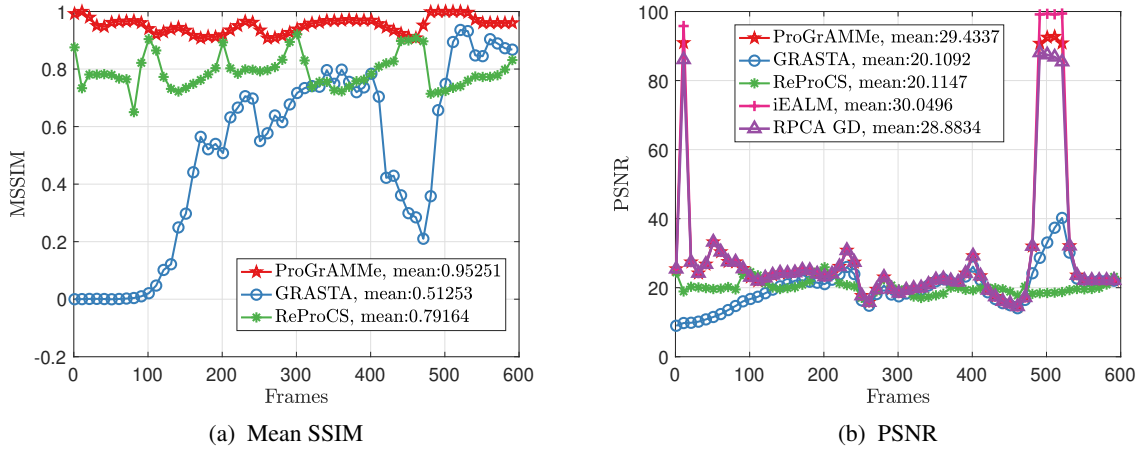 1
0.8
0.6
0.4
0.2
0
-0.2
MSSIM
ProGrAMMe, mean:0.95251
GRASTA, mean:0.51253
ReProCS, mean:0.79164
0 100 200 300 400 500 600
Frames
(a) Mean SSIM
100
80
60
40
20
0
PSNR
ProGrAMMe, mean:29.4337
GRASTA, mean:20.1092
ReProCS, mean:20.1147
iEALM, mean:30.0496
RPCA GD, mean:28.8834
0 100 200 300 400 500 600
Frames
(b) PSNR